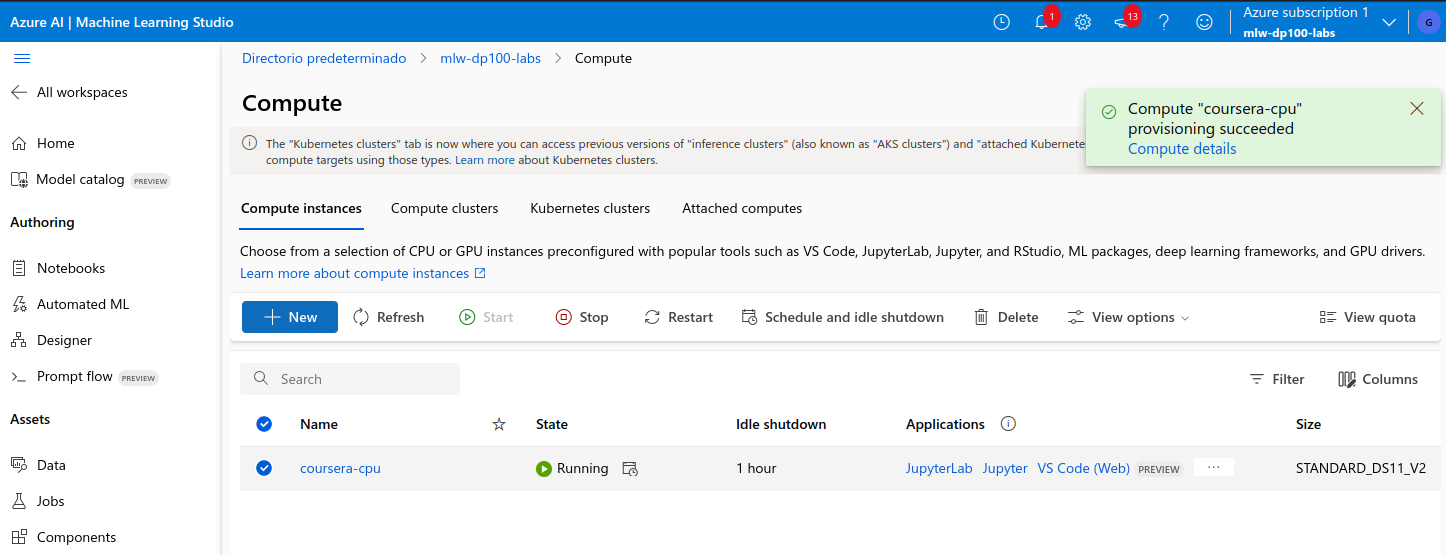 Azure AI | Machine Learning Studio
1
13
Azure subscription 1
mlw-dp100-labs
G
All workspaces
Home
Model catalog PREVIEW
Authoring
Notebooks
Automated ML
Designer
Prompt flow PREVIEW
Assets
Data
Jobs
Components
Directorio predeterminado > mlw-dp100-labs > Compute
Compute
The "Kubernetes clusters" tab is now where you can access previous versions of "inference clusters" (also known as "AKS clusters") and "attached Kubernete
compute targets using those types. Learn more about Kubernetes clusters.
Compute "coursera-cpu"
provisioning succeeded
Compute details
Compute instances Compute clusters Kubernetes clusters Attached computes
Choose from a selection of CPU or GPU instances preconfigured with popular tools such as VS Code, JupyterLab, Jupyter, and RStudio, ML packages, deep learning frameworks, and GPU drivers.
Learn more about compute instances
New Refresh Start Stop Restart Schedule and idle shutdown Delete View options View quota
Search Filter Columns
Name State Idle shutdown Applications Size
coursera-cpu Running 1 hour JupyterLab Jupyter VS Code (Web) PREVIEW ... STANDARD_DS11_V2